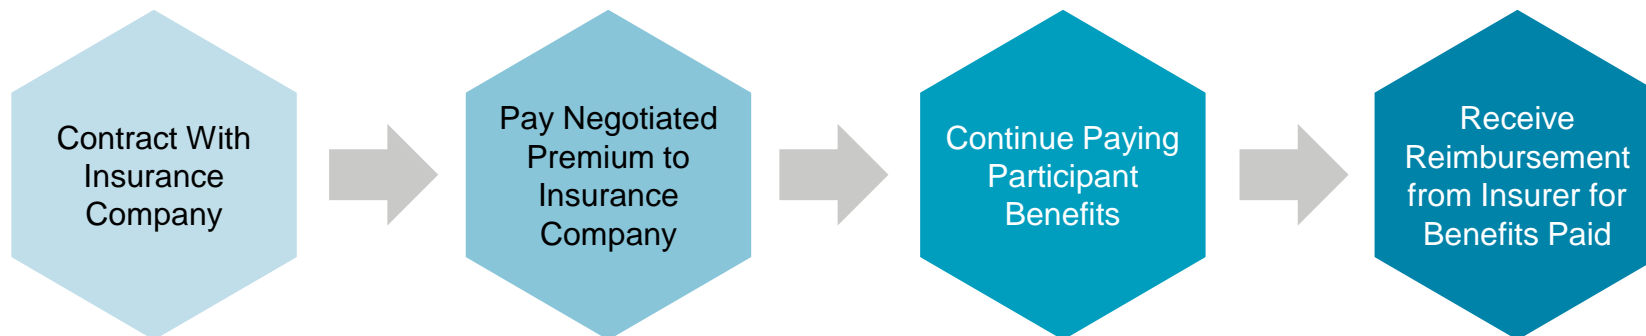 Contract With
Insurance
Company
Pay Negotiated
Premium to
Insurance
Company
Continue Paying
Participant
Benefits
Receive
Reimbursement
from Insurer for
Benefits Paid